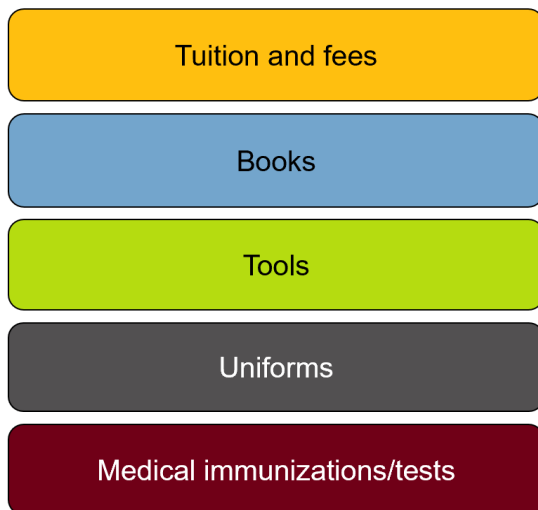 Tuition and fees
Books
Tools
Uniforms
Medical immunizations/tests